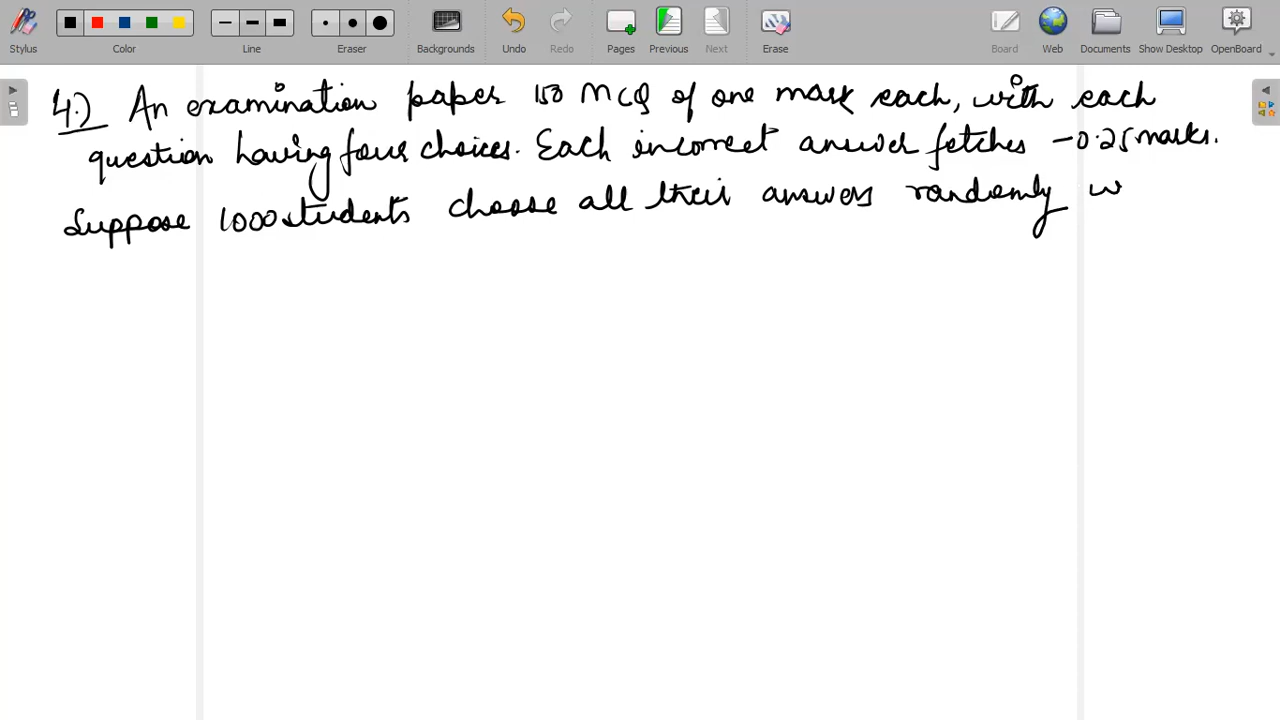 Stylus Color Line Eraser Backgrounds Undo Redo Pages Previous Next Erase Board Web Documents Show Desktop OpenBoard
4.) An examination paper 150 MCQ of one mark each, with each
question having four choices. Each incorrect answer fetches -0.25 marks.
Suppose 1000 students choose all their answers randomly w